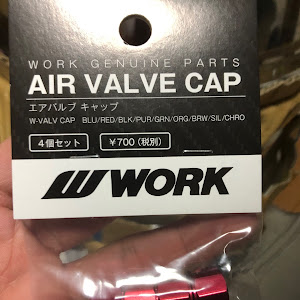 WORK GENUINE PARTS
AIR VALVE CAP
エアバルブ キャップ
W-VALV CAP BLU/RED/BLK/PUR/GRN/ORG/BRW/SIL/CHRO
4個セット ¥700(税別)
WORK